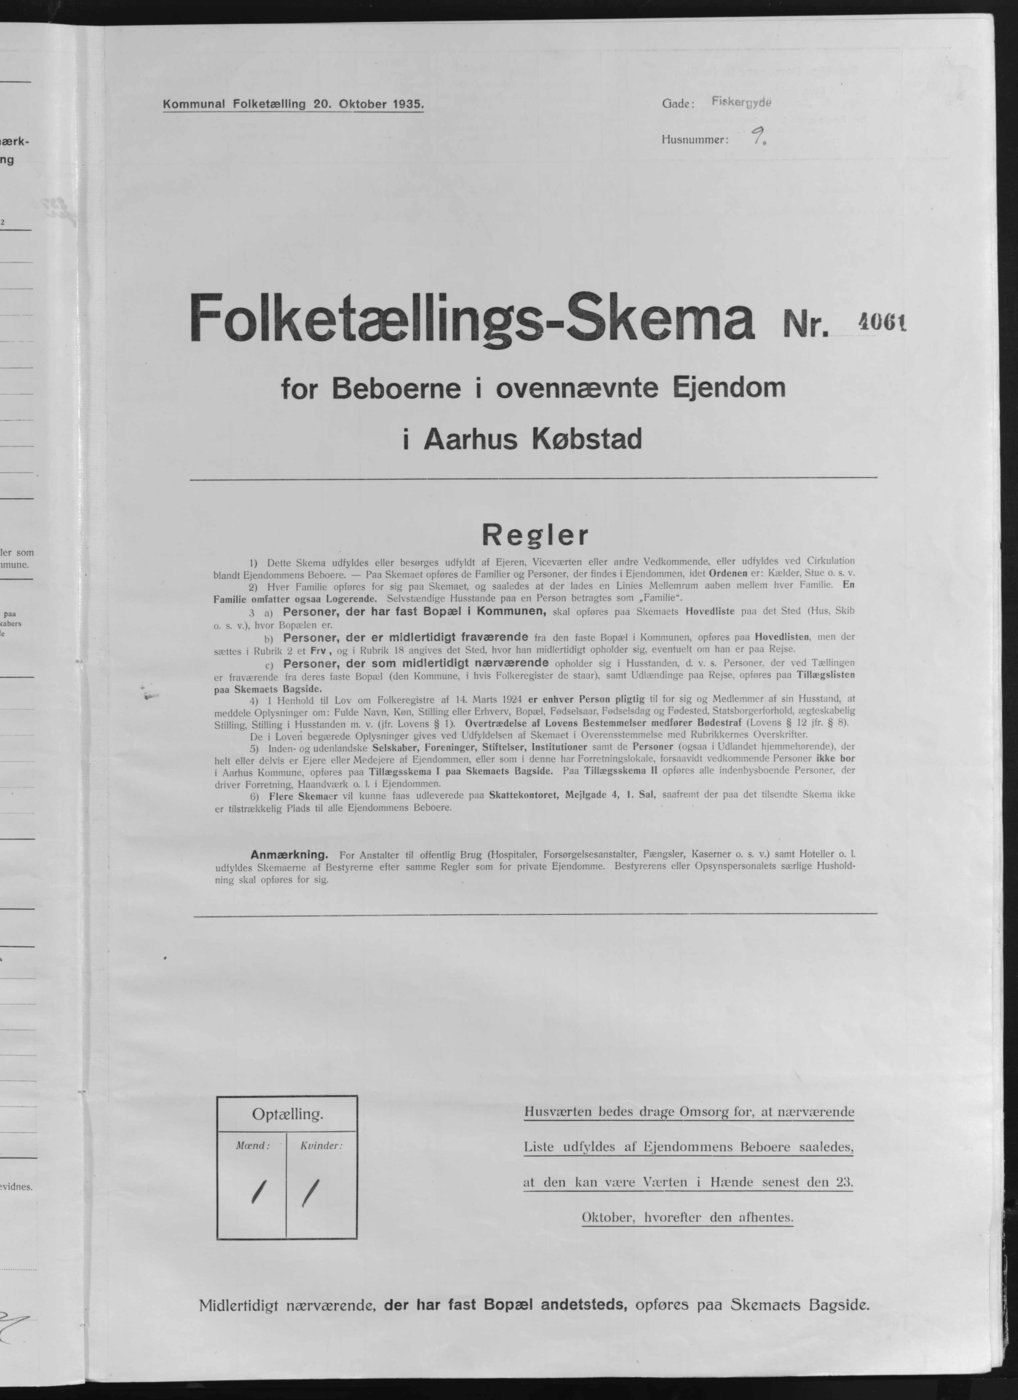 Kommunal Folketælling 20. Oktober 1935.
Gade: Fiskergyde
Husnummer: 9.
Folketællings-Skema Nr. 4061
for Beboerne i ovennævnte Ejendom
i Aarhus Købstad
Regler
1) Dette Skema udfyldes eller besørges udfyldt af Ejeren, Viceværten eller andre Vedkommende, eller udfyldes ved Cirkulation
blandt Ejendommens Beboere. — Paa Skemaet opføres de Familier og Personer, der findes i Ejendommen, idet Ordenen er: Kælder, Stue o. s. v.
2) Hver Familie opføres for sig paa Skemaet, og saaledes at der lades en Linies Mellemrum aaben mellem hver Familie. En
Familie omfatter ogsaa Logerende. Selvstændige Husstande paa en Person betragtes som „Familie“.
3 a) Personer, der har fast Bopæl i Kommunen, skal opføres paa Skemaets Hovedliste paa det Sted (Hus, Skib
o. s. v.), hvor Bopælen er.
b) Personer, der er midlertidigt fraværende fra den faste Bopæl i Kommunen, opføres paa Hovedlisten, men der
sættes i Rubrik 2 et Frv, og i Rubrik 18 angives det Sted, hvor han midlertidigt opholder sig, eventuelt om han er paa Rejse.
c) Personer, der som midlertidigt nærværende opholder sig i Husstanden, d. v. s. Personer, der ved Tællingen
er fraværende fra deres faste Bopæl (den Kommune, i hvis Folkeregister de staar), samt Udlændinge paa Rejse, opføres paa Tillægslisten
paa Skemaets Bagside.
4) I Henhold til Lov om Folkeregistre af 14. Marts 1924 er enhver Person pligtig til for sig og Medlemmer af sin Husstand, at
meddele Oplysninger om: Fulde Navn, Køn, Stilling eller Erhverv, Bopæl, Fødselsaar, Fødselsdag og Fødested, Statsborgerforhold, ægteskabelig
Stilling, Stilling i Husstanden m. v. (jfr. Lovens § 1). Overtrædelse af Lovens Bestemmelser medfører Bødestraf (Lovens § 12 jfr. § 8).
De i Loven begærede Oplysninger gives ved Udfyldelsen af Skemaet i Overensstemmelse med Rubrikkernes Overskrifter.
5) Inden- og udenlandske Selskaber, Foreninger, Stiftelser, Institutioner samt de Personer (ogsaa i Udlandet hjemmehørende), der
helt eller delvis er Ejere eller Medejere af Ejendommen, eller som i denne har Forretningslokale, forsaavidt vedkommende Personer ikke bor
i Aarhus Kommune, opføres paa Tillægsskema I paa Skemaets Bagside. Paa Tillægsskema II opføres alle indenbysboende Personer, der
driver Forretning, Haandværk o. l. i Ejendommen.
6) Flere Skemaer vil kunne faas udleverede paa Skattekontoret, Mejlgade 4, 1. Sal, saafremt der paa det tilsendte Skema ikke
er tilstrækkelig Plads til alle Ejendommens Beboere.
Anmærkning. For Anstalter til offentlig Brug (Hospitaler, Forsørgelsesanstalter, Fængsler, Kaserner o. s. v.) samt Hoteller o. l.
udfyldes Skemaerne af Bestyrerne efter samme Regler som for private Ejendomme. Bestyrerens eller Opsynspersonalets særlige Hushold-
ning skal opføres for sig.
Optælling.
Mænd: Kvinder:
1 1
Husværten bedes drage Omsorg for, at nærværende
Liste udfyldes af Ejendommens Beboere saaledes,
at den kan være Værten i Hænde senest den 23.
Oktober, hvorefter den afhentes.
Midlertidigt nærværende, der har fast Bopæl andetsteds, opføres paa Skemaets Bagside.